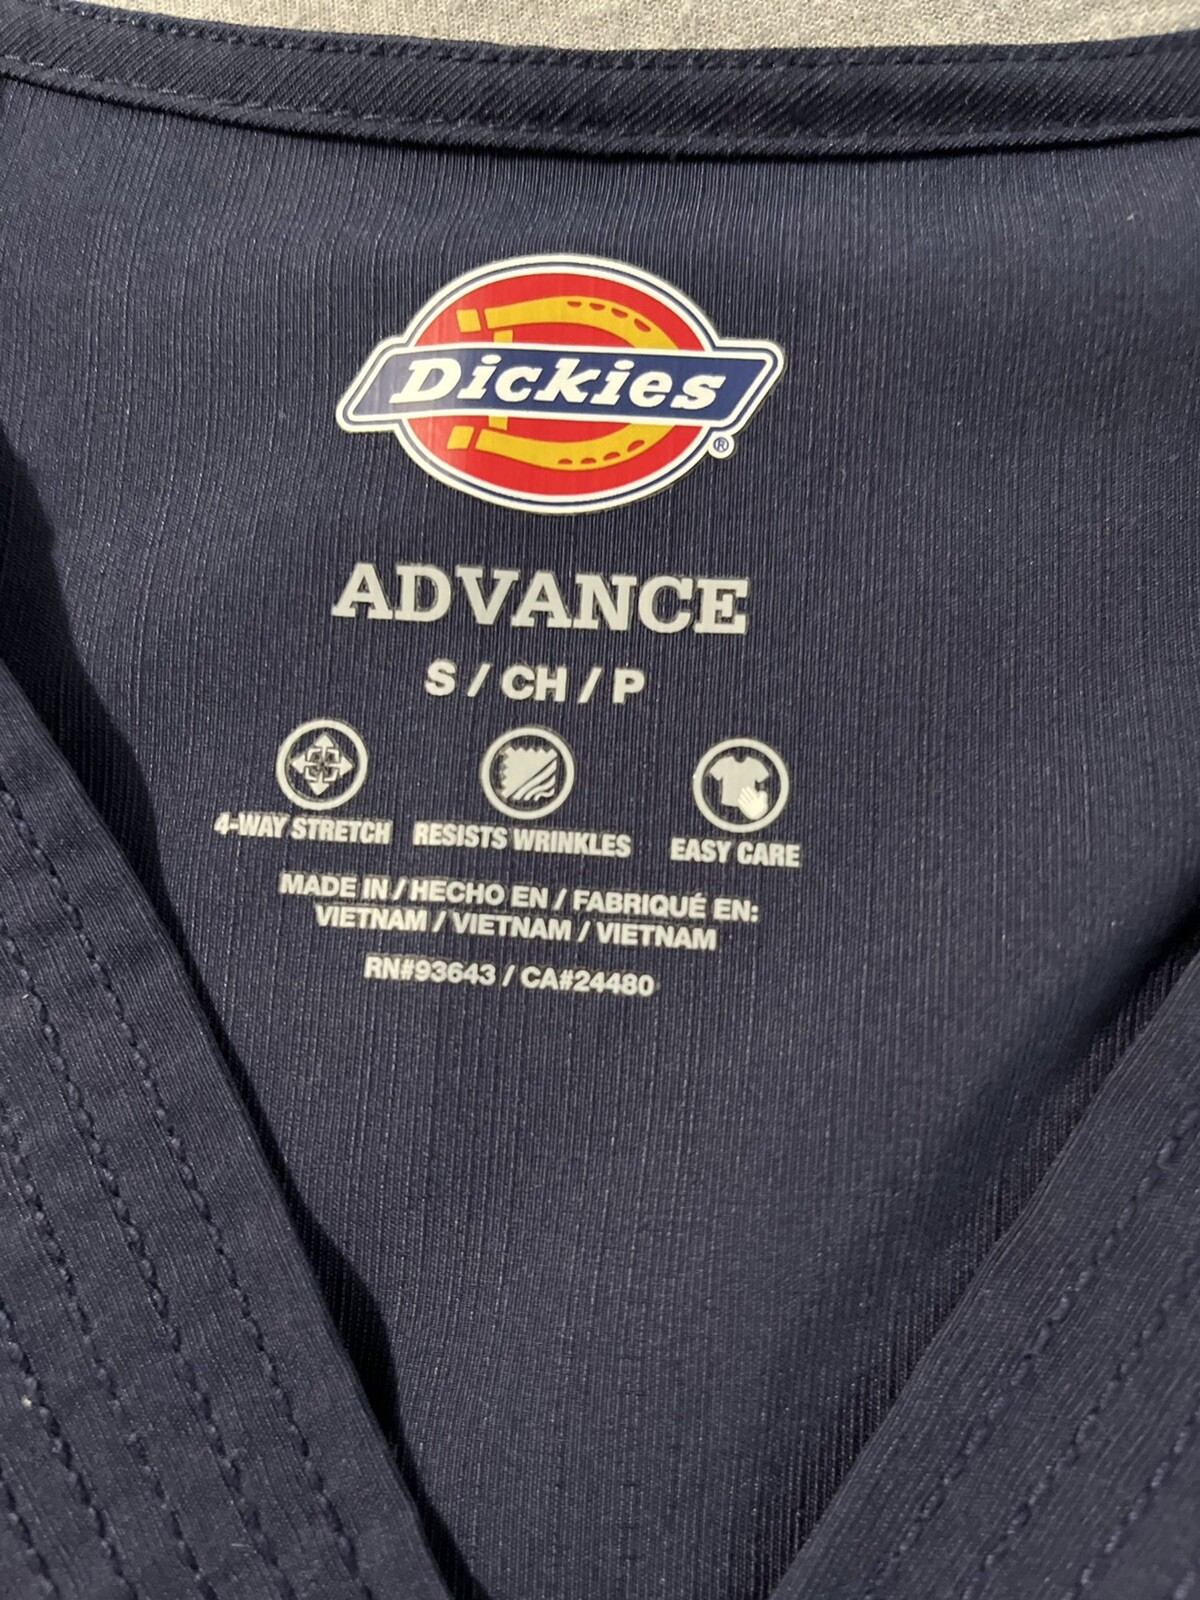 Dickies®
ADVANCE
S / CH / P
4-WAY STRETCH RESISTS WRINKLES EASY CARE
MADE IN / HECHO EN / FABRIQUÉ EN:
VIETNAM / VIETNAM / VIETNAM
RN#93643 / CA#24480